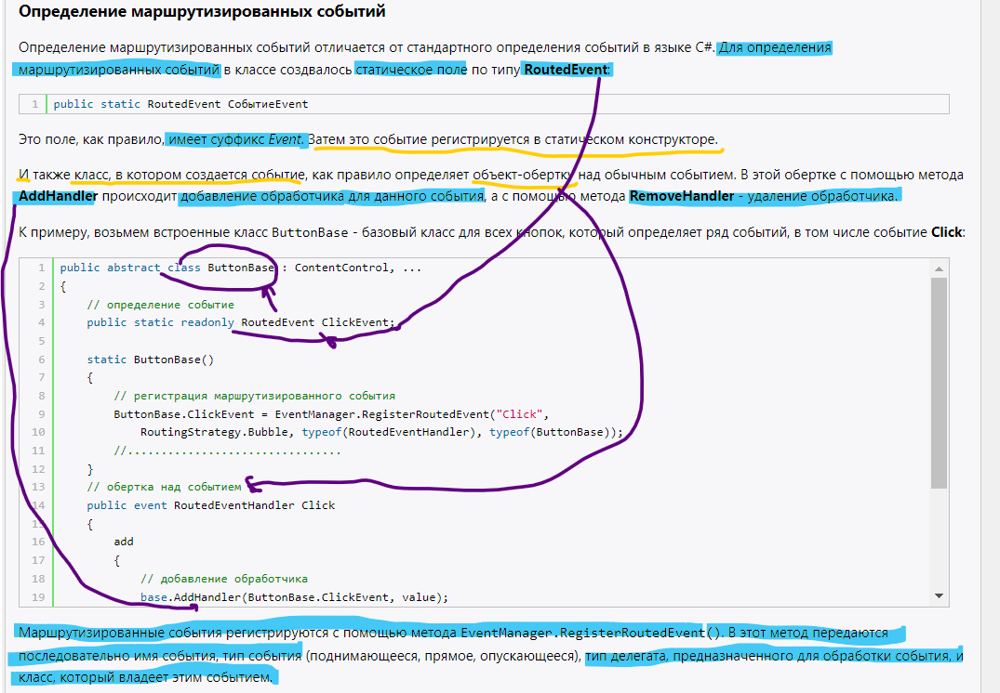 Определение маршрутизированных событий
Определение маршрутизированных событий отличается от стандартного определения событий в языке C#. Для определения
маршрутизированных событий в классе создвалось статическое поле по типу RoutedEvent:
1 public static RoutedEvent СобытиеEvent
Это поле, как правило, имеет суффикс Event. Затем это событие регистрируется в статическом конструкторе.
И также класс, в котором создается событие, как правило определяет объект-обертку над обычным событием. В этой обертке с помощью метода
AddHandler происходит добавление обработчика для данного события, а с помощью метода RemoveHandler - удаление обработчика.
К примеру, возьмем встроенные класс ButtonBase - базовый класс для всех кнопок, который определяет ряд событий, в том числе событие Click:
1 public abstract class ButtonBase : ContentControl, ...
2 {
3 // определение событие
4 public static readonly RoutedEvent ClickEvent;
5
6 static ButtonBase()
7 {
8 // регистрация маршрутизированного события
9 ButtonBase.ClickEvent = EventManager.RegisterRoutedEvent("Click",
10 RoutingStrategy.Bubble, typeof(RoutedEventHandler), typeof(ButtonBase));
11 //................................
12 }
13 // обертка над событием
14 public event RoutedEventHandler Click
15 {
16 add
17 {
18 // добавление обработчика
19 base.AddHandler(ButtonBase.ClickEvent, value);
Маршрутизированные события регистрируются с помощью метода EventManager.RegisterRoutedEvent(). В этот метод передаются
последовательно имя события, тип события (поднимающееся, прямое, опускающееся), тип делегата, предназначенного для обработки события, и
класс, который владеет этим событием.